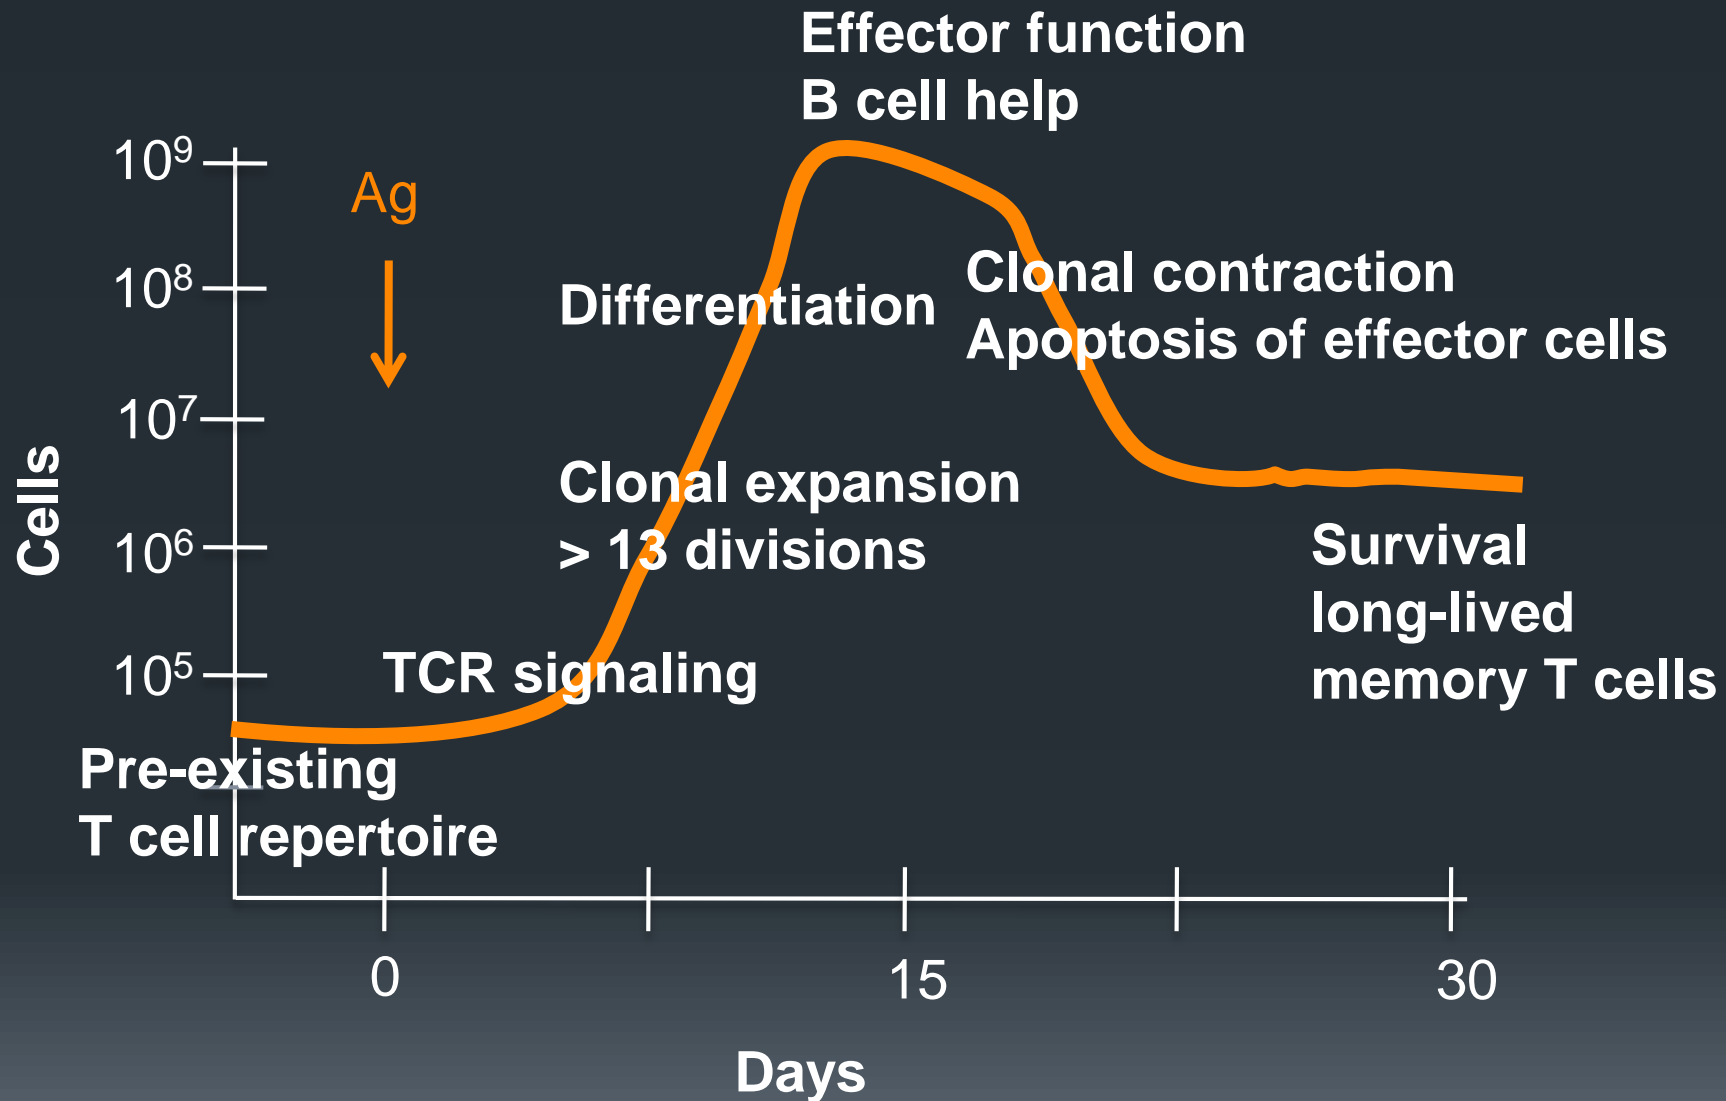 Effector function
B cell help
10⁹
Ag
10⁸
Differentiation
Clonal contraction
Apoptosis of effector cells
10⁷
Cells
Clonal expansion
> 13 divisions
10⁶
Survival
long-lived
memory T cells
10⁵
TCR signaling
Pre-existing
T cell repertoire
0
15
30
Days